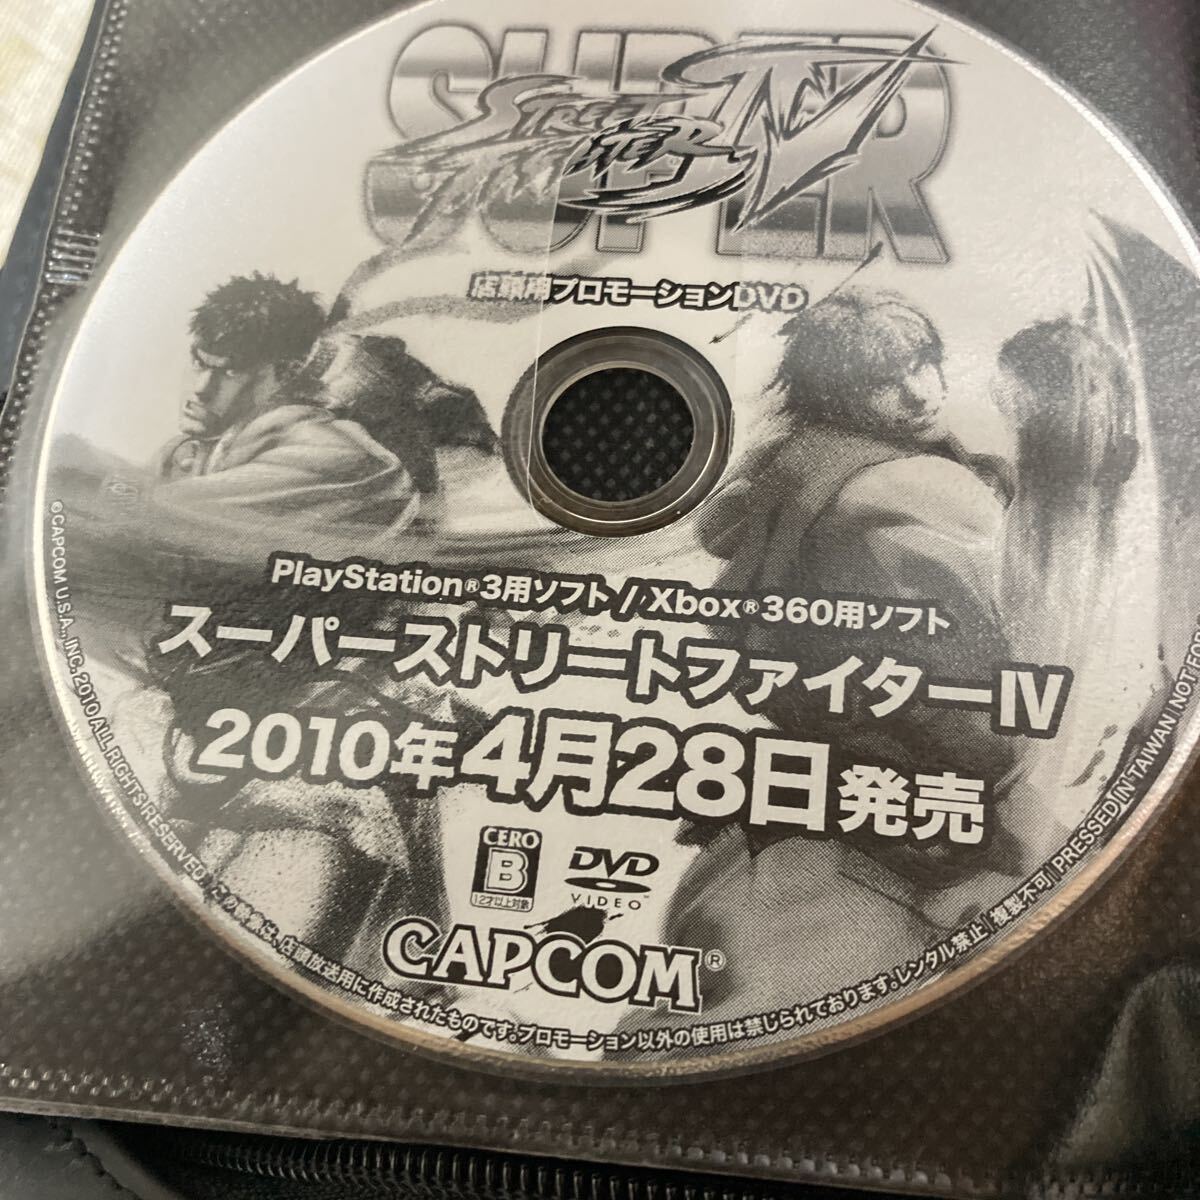 SUPER
STREET FIGHTER IV
店頭用プロモーションDVD
PlayStation®3用ソフト / Xbox®360用ソフト
スーパーストリートファイターIV
2010年4月28日発売
CERO
B
12才以上対象
DVD
VIDEO™
CAPCOM®
©CAPCOM U.S.A., INC. 2010 ALL RIGHTS RESERVED. この映像は、店頭放送用に作成されたものです。プロモーション以外の使用は禁じられております。レンタル禁止 複製不可 PRESSED IN TAIWAN NOT FOR